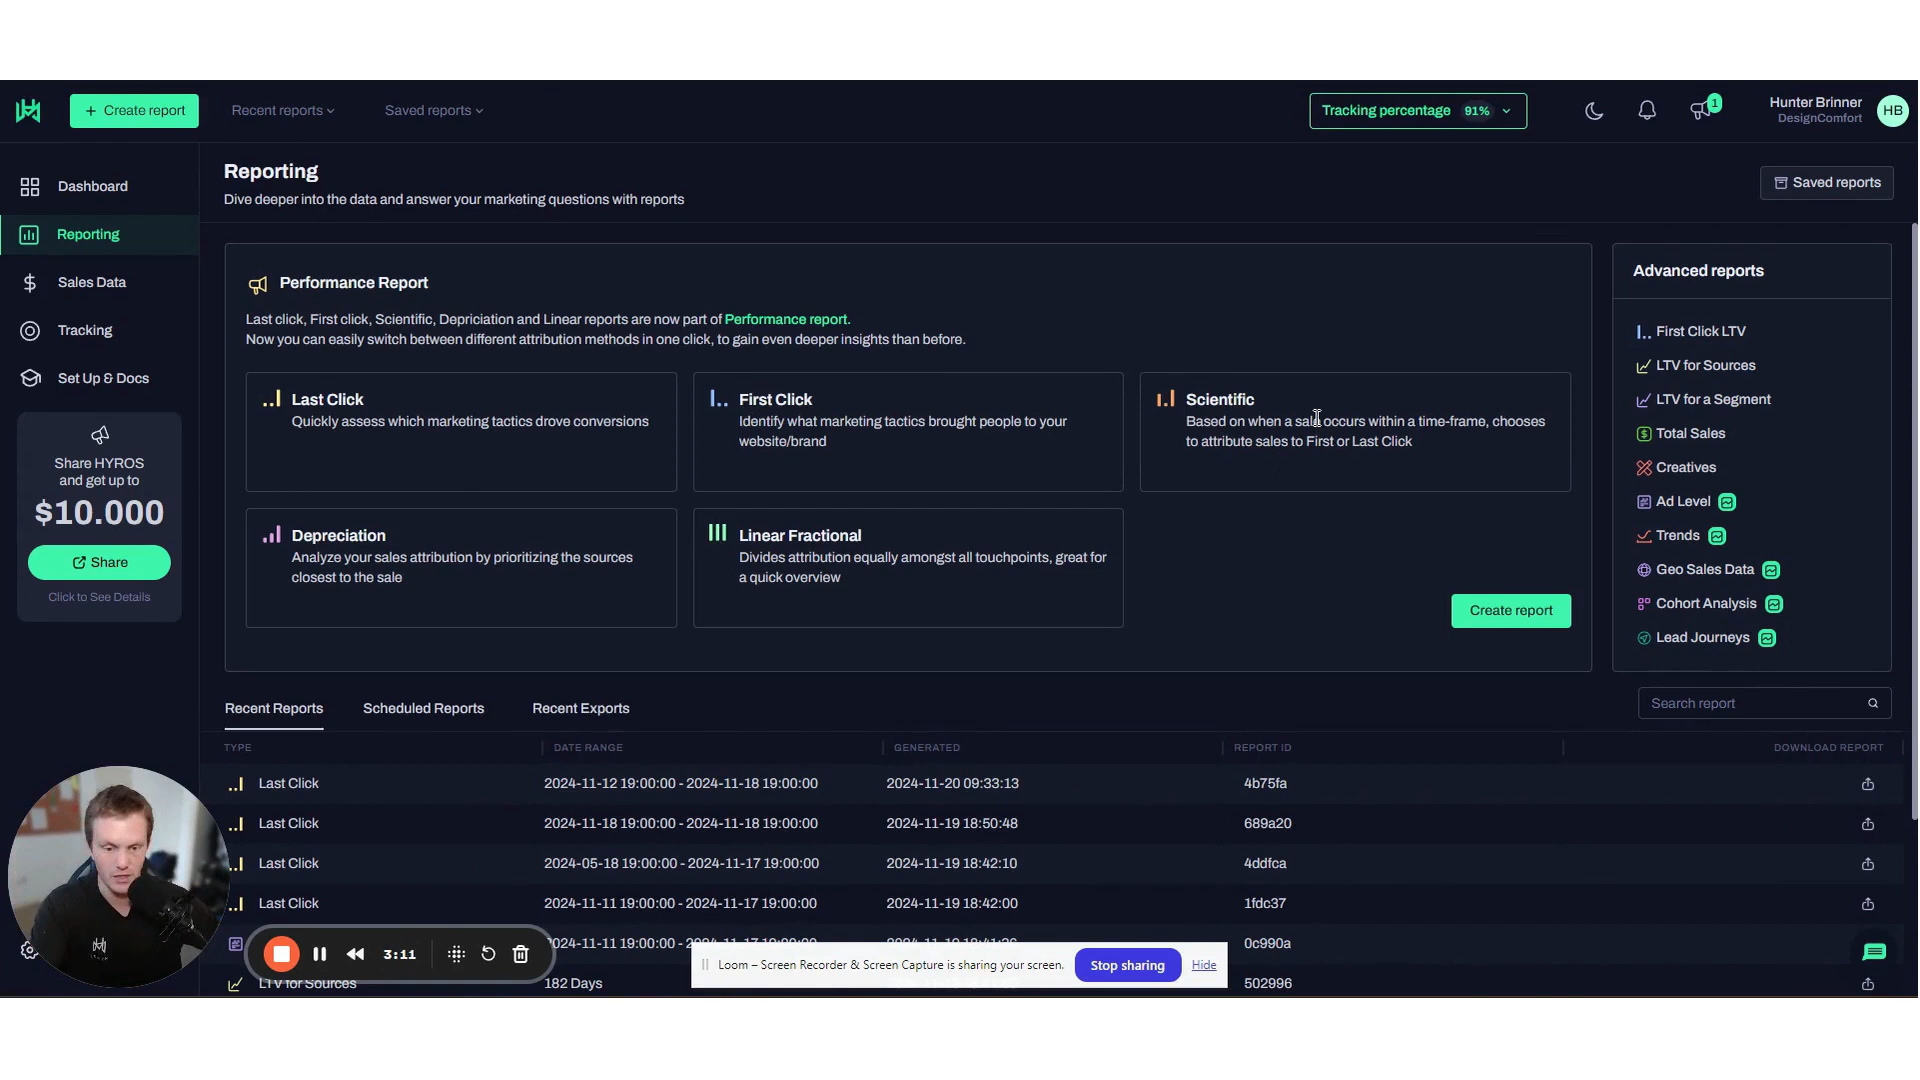 + Create report
Recent reports
Saved reports
Tracking percentage 91%
1
Hunter Brinner
DesignComfort
HB
Dashboard
Reporting
Sales Data
Tracking
Set Up & Docs
Share HYROS
and get up to
$10.000
Share
Click to See Details
Reporting
Dive deeper into the data and answer your marketing questions with reports
Saved reports
Performance Report
Last click, First click, Scientific, Depriciation and Linear reports are now part of Performance report.
Now you can easily switch between different attribution methods in one click, to gain even deeper insights than before.
Last Click
Quickly assess which marketing tactics drove conversions
First Click
Identify what marketing tactics brought people to your
website/brand
Scientific
Based on when a sale occurs within a time-frame, chooses
to attribute sales to First or Last Click
Depreciation
Analyze your sales attribution by prioritizing the sources
closest to the sale
Linear Fractional
Divides attribution equally amongst all touchpoints, great for
a quick overview
Create report
Advanced reports
First Click LTV
LTV for Sources
LTV for a Segment
Total Sales
Creatives
Ad Level
Trends
Geo Sales Data
Cohort Analysis
Lead Journeys
Recent Reports
Scheduled Reports
Recent Exports
Search report
TYPE DATE RANGE GENERATED REPORT ID DOWNLOAD REPORT
Last Click 2024-11-12 19:00:00 - 2024-11-18 19:00:00 2024-11-20 09:33:13 4b75fa
Last Click 2024-11-18 19:00:00 - 2024-11-18 19:00:00 2024-11-19 18:50:48 689a20
Last Click 2024-05-18 19:00:00 - 2024-11-17 19:00:00 2024-11-19 18:42:10 4ddfca
Last Click 2024-11-11 19:00:00 - 2024-11-17 19:00:00 2024-11-19 18:42:00 1fdc37
2024-11-11 19:00:00 0c990a
LTV for Sources 182 Days 502996
3:11
Loom – Screen Recorder & Screen Capture is sharing your screen.
Stop sharing
Hide